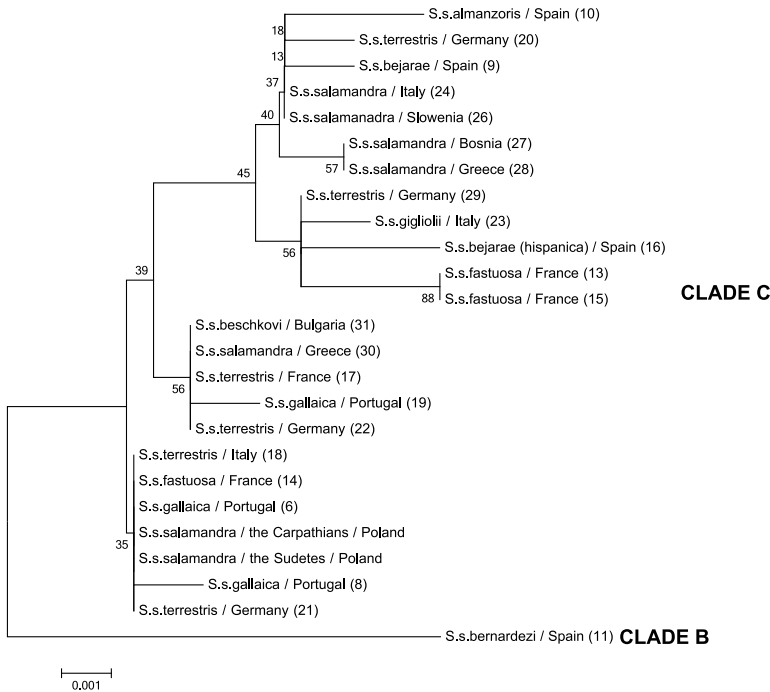 S.s.almanzoris / Spain (10)
18
S.s.terrestris / Germany (20)
13
S.s.bejarae / Spain (9)
37
S.s.salamandra / Italy (24)
40
S.s.salamanadra / Slowenia (26)
S.s.salamandra / Bosnia (27)
57
S.s.salamandra / Greece (28)
45
S.s.terrestris / Germany (29)
S.s.gigliolii / Italy (23)
56
S.s.bejarae (hispanica) / Spain (16)
S.s.fastuosa / France (13)
88
S.s.fastuosa / France (15)
CLADE C
39
S.s.beschkovi / Bulgaria (31)
S.s.salamandra / Greece (30)
S.s.terrestris / France (17)
56
S.s.gallaica / Portugal (19)
S.s.terrestris / Germany (22)
S.s.terrestris / Italy (18)
S.s.fastuosa / France (14)
S.s.gallaica / Portugal (6)
S.s.salamandra / the Carpathians / Poland
35
S.s.salamandra / the Sudetes / Poland
S.s.gallaica / Portugal (8)
S.s.terrestris / Germany (21)
S.s.bernardezi / Spain (11) CLADE B
0.001